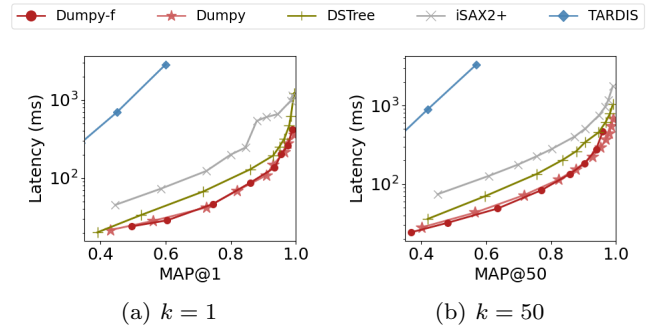 Dumpy-f Dumpy DSTree iSAX2+ TARDIS
Latency (ms)
10³
10²
0.4 0.6 0.8 1.0
MAP@1
(a) k = 1
Latency (ms)
10³
10²
0.4 0.6 0.8 1.0
MAP@50
(b) k = 50